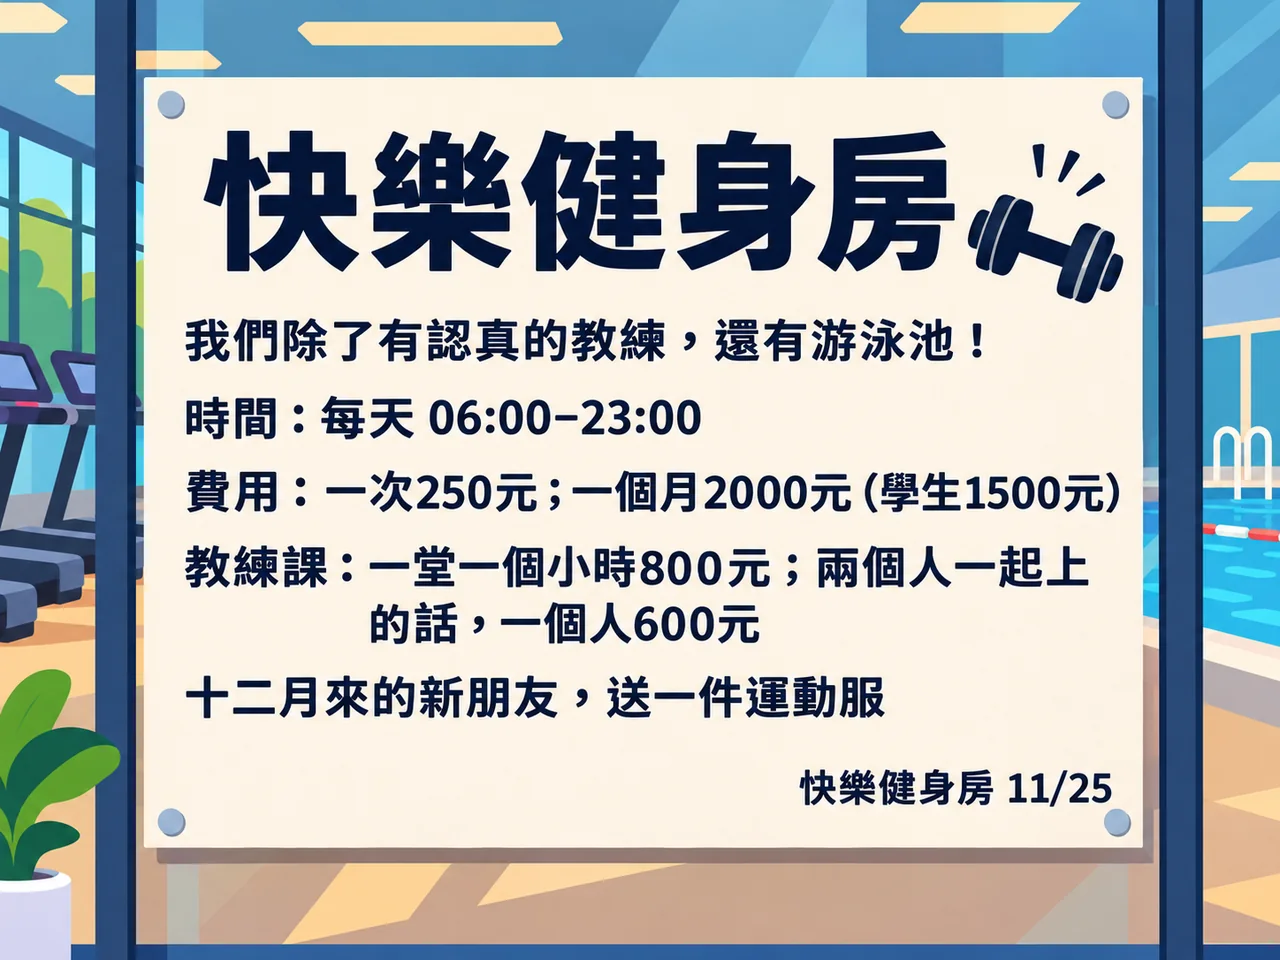 快樂健身房
我們除了有認真的教練，還有游泳池！
時間：每天 06:00–23:00
費用：一次250元；一個月2000元（學生1500元）
教練課：一堂一個小時800元；兩個人一起上
的話，一個人600元
十二月來的新朋友，送一件運動服
快樂健身房 11/25